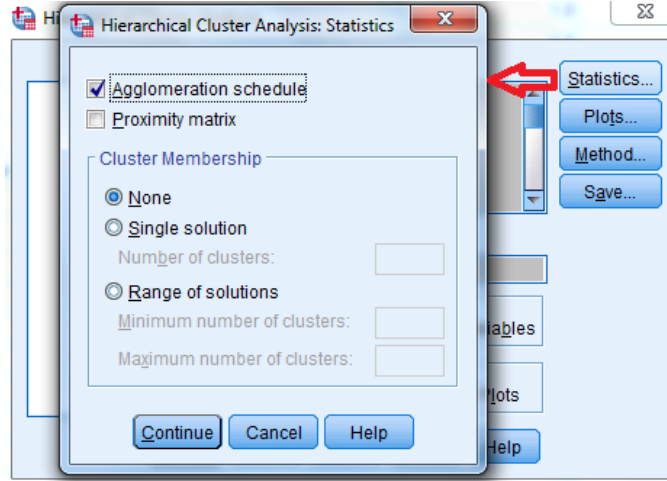 Hi
Hierarchical Cluster Analysis: Statistics
Agglomeration schedule
Proximity matrix
Cluster Membership
None
Single solution
Number of clusters:
Range of solutions
Minimum number of clusters:
Maximum number of clusters:
Continue
Cancel
Help
Statistics...
Plots...
Method...
Save...
iables
lots
Help